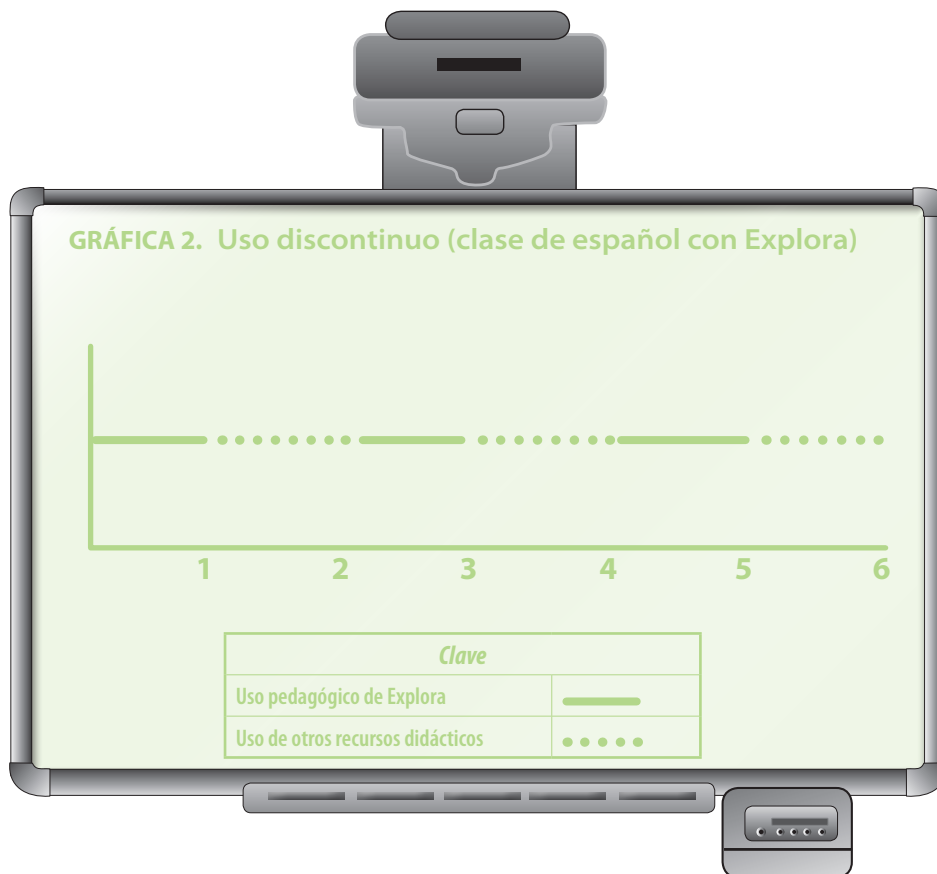 GRÁFICA 2. Uso discontinuo (clase de español con Explora)
1 2 3 4 5 6
Clave
Uso pedagógico de Explora
Uso de otros recursos didácticos